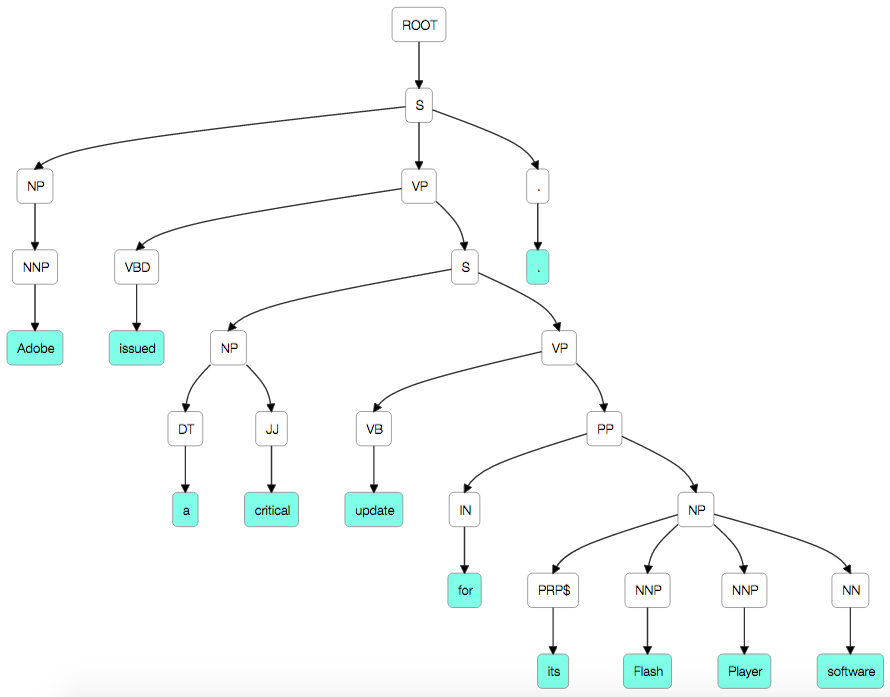 ROOT
S
NP VP .
NNP VBD S .
Adobe issued NP VP
DT JJ VB PP
a critical update IN NP
for PRP$ NNP NNP NN
its Flash Player software